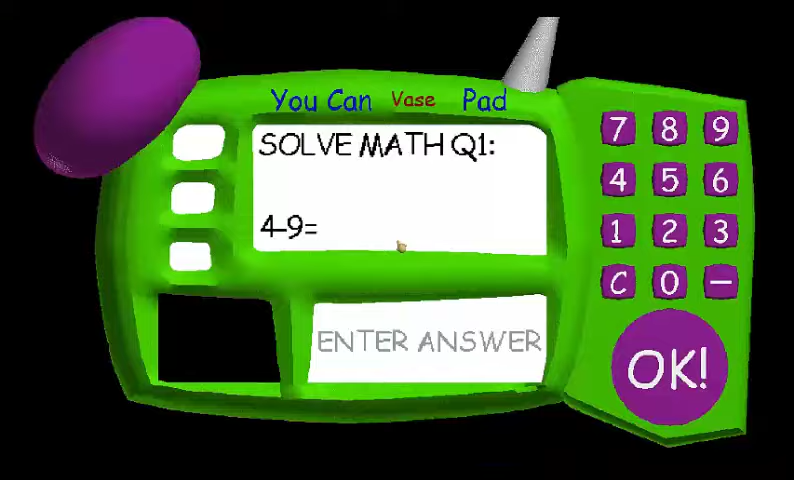 You Can Vase Pad
SOLVE MATH Q1:
4-9=
ENTER ANSWER
7 8 9
4 5 6
1 2 3
C 0 -
OK!